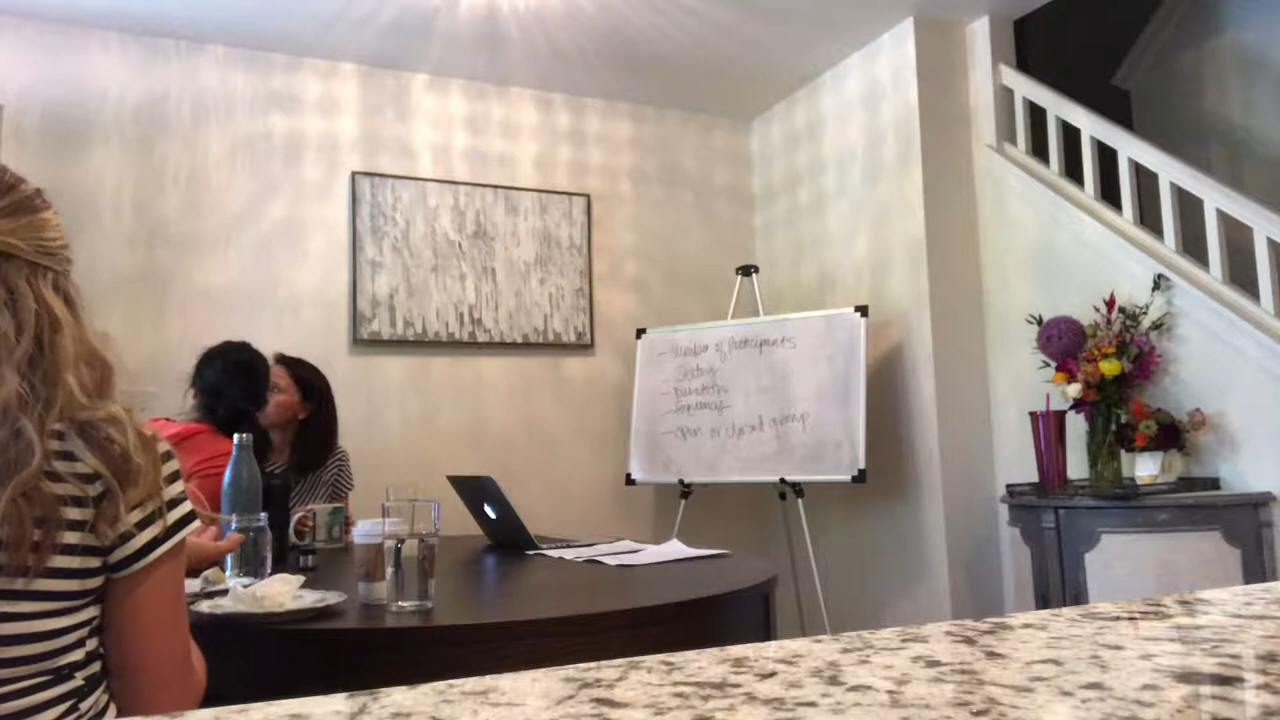 - Number of Participants
Setting
- Duration
- Frequency
- open or closed group